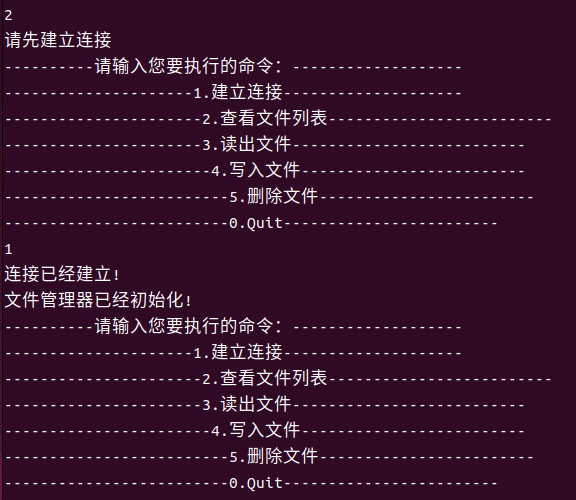 2
请先建立连接
----------请输入您要执行的命令: -------------------
---------------------1.建立连接--------------------
----------------------2.查看文件列表-------------------------
----------------------3.读出文件--------------------------
-----------------------4.写入文件-------------------------
-------------------------5.删除文件------------------------
-------------------------0.Quit------------------------
1
连接已经建立!
文件管理器已经初始化!
----------请输入您要执行的命令: -------------------
---------------------1.建立连接--------------------
----------------------2.查看文件列表-------------------------
----------------------3.读出文件--------------------------
-----------------------4.写入文件-------------------------
-------------------------5.删除文件------------------------
-------------------------0.Quit------------------------